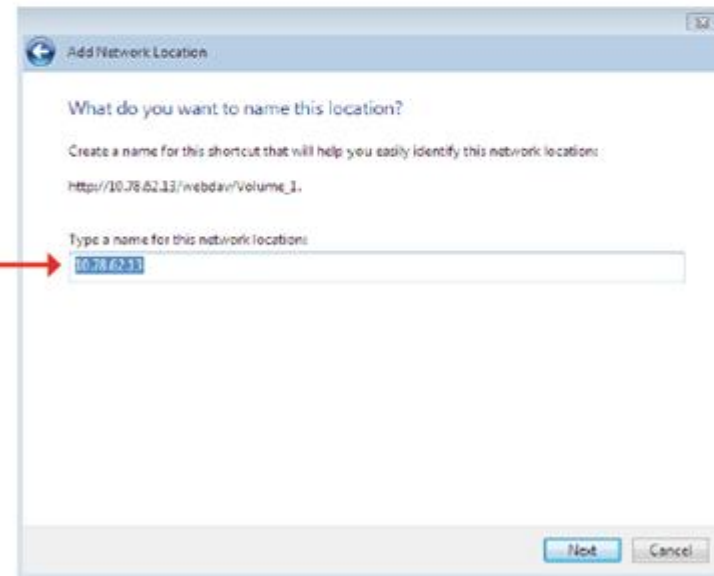 Add Network Location
What do you want to name this location?
Create a name for this shortcut that will help you easily identify this network location:
http://10.78.62.13/webdav/Volume_1.
Type a name for this network location:
10.78.62.13
Next Cancel